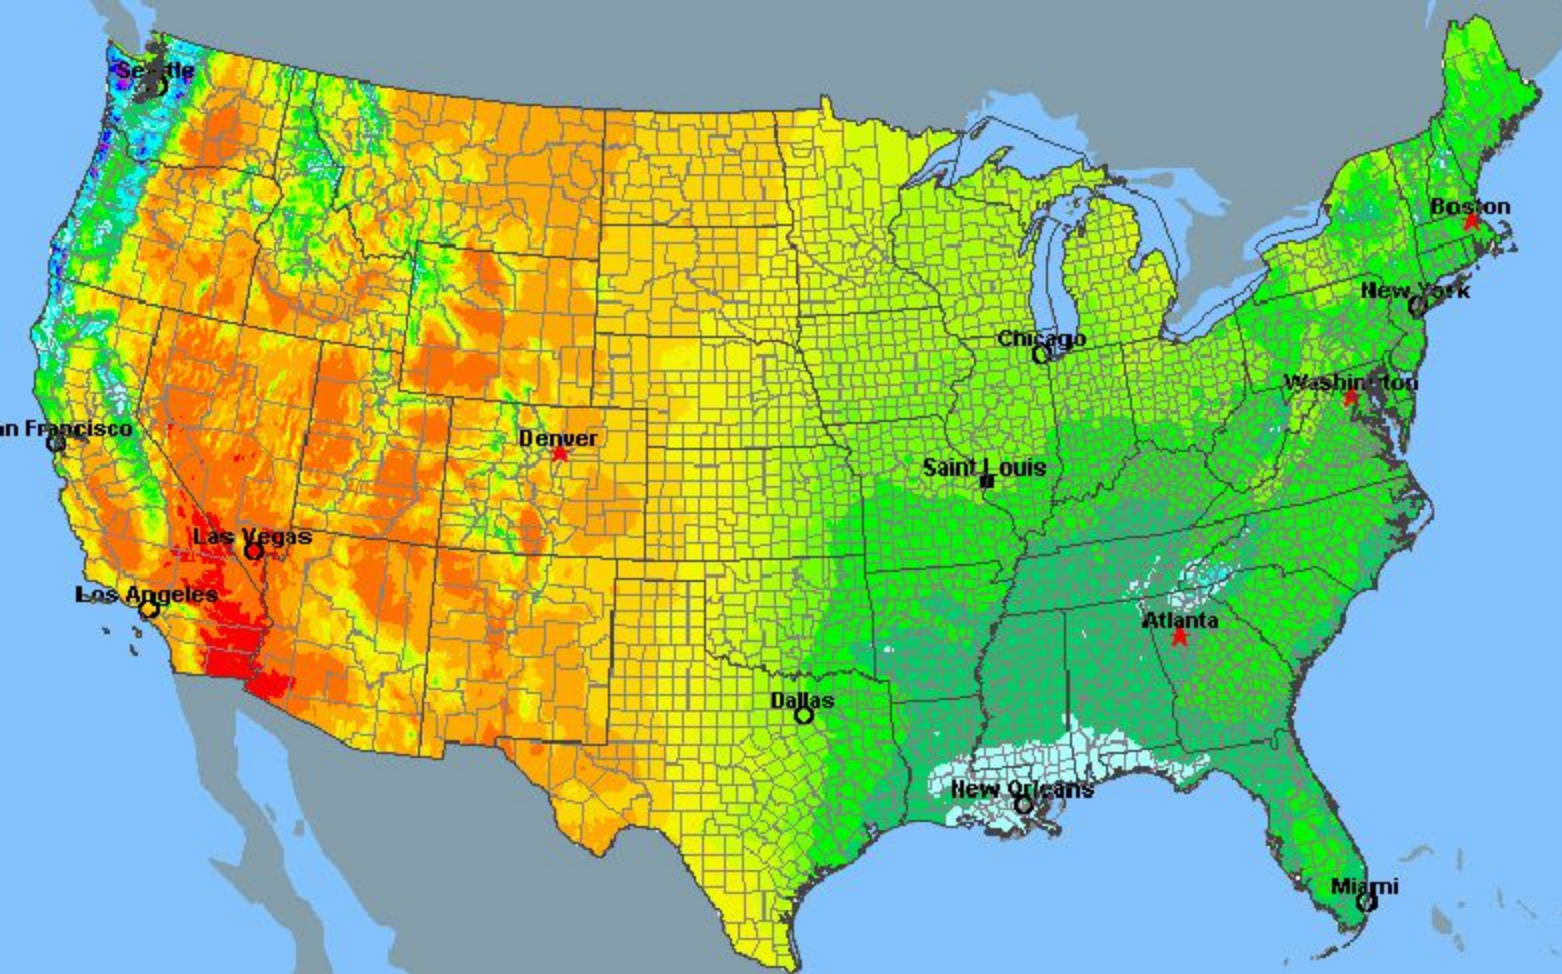 Seattle
Boston
New York
Chicago
Washington
n Francisco
Denver
Saint Louis
Las Vegas
Los Angeles
Atlanta
Dallas
New Orleans
Miami